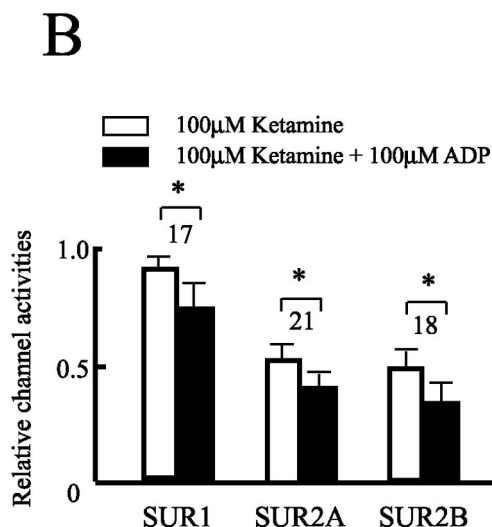 B
100μM Ketamine
100μM Ketamine + 100μM ADP
Relative channel activities
1.0
0.5
0
*
17
*
21
*
18
SUR1 SUR2A SUR2B